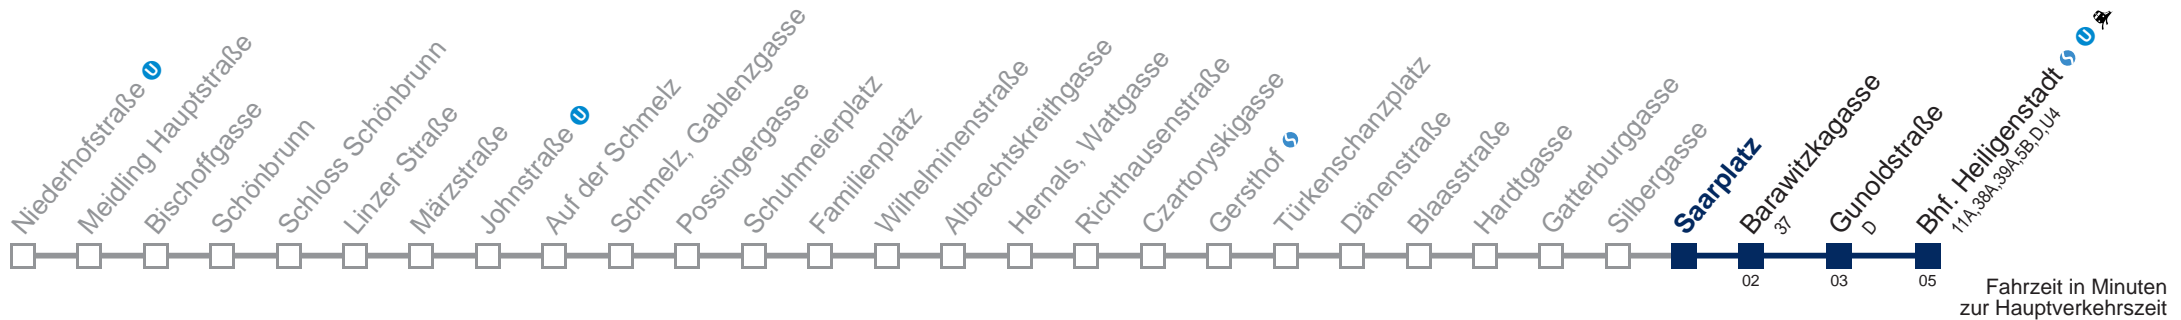 Niederhofstraße U
Meidling Hauptstraße
Bischoffgasse
Schönbrunn
Schloss Schönbrunn
Linzer Straße
Märzstraße
Johnstraße U
Auf der Schmelz
Schmelz, Gablenzgasse
Possingergasse
Schuhmeierplatz
Familienplatz
Wilhelminenstraße
Albrechtskreithgasse
Hernals, Wattgasse
Richthausenstraße
Czartoryskigasse
Gersthof S
Türkenschanzplatz
Dänenstraße
Blaasstraße
Hardtgasse
Gatterburggasse
Silbergasse
Saarplatz
Barawitzkagasse
37
Gunoldstraße
D
Bhf. Heiligenstadt S U
11A,38A,39A,5B,D,U4
02
03
05
Fahrzeit in Minuten
zur Hauptverkehrszeit